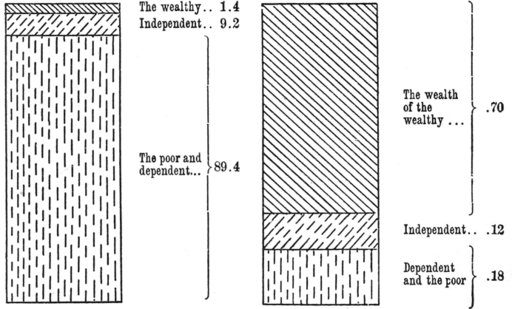 The wealthy.. 1.4
Independent.. 9.2
The poor and
dependent... 89.4
The wealth
of the
wealthy ...
.70
Independent.. .12
Dependent
and the poor
.18